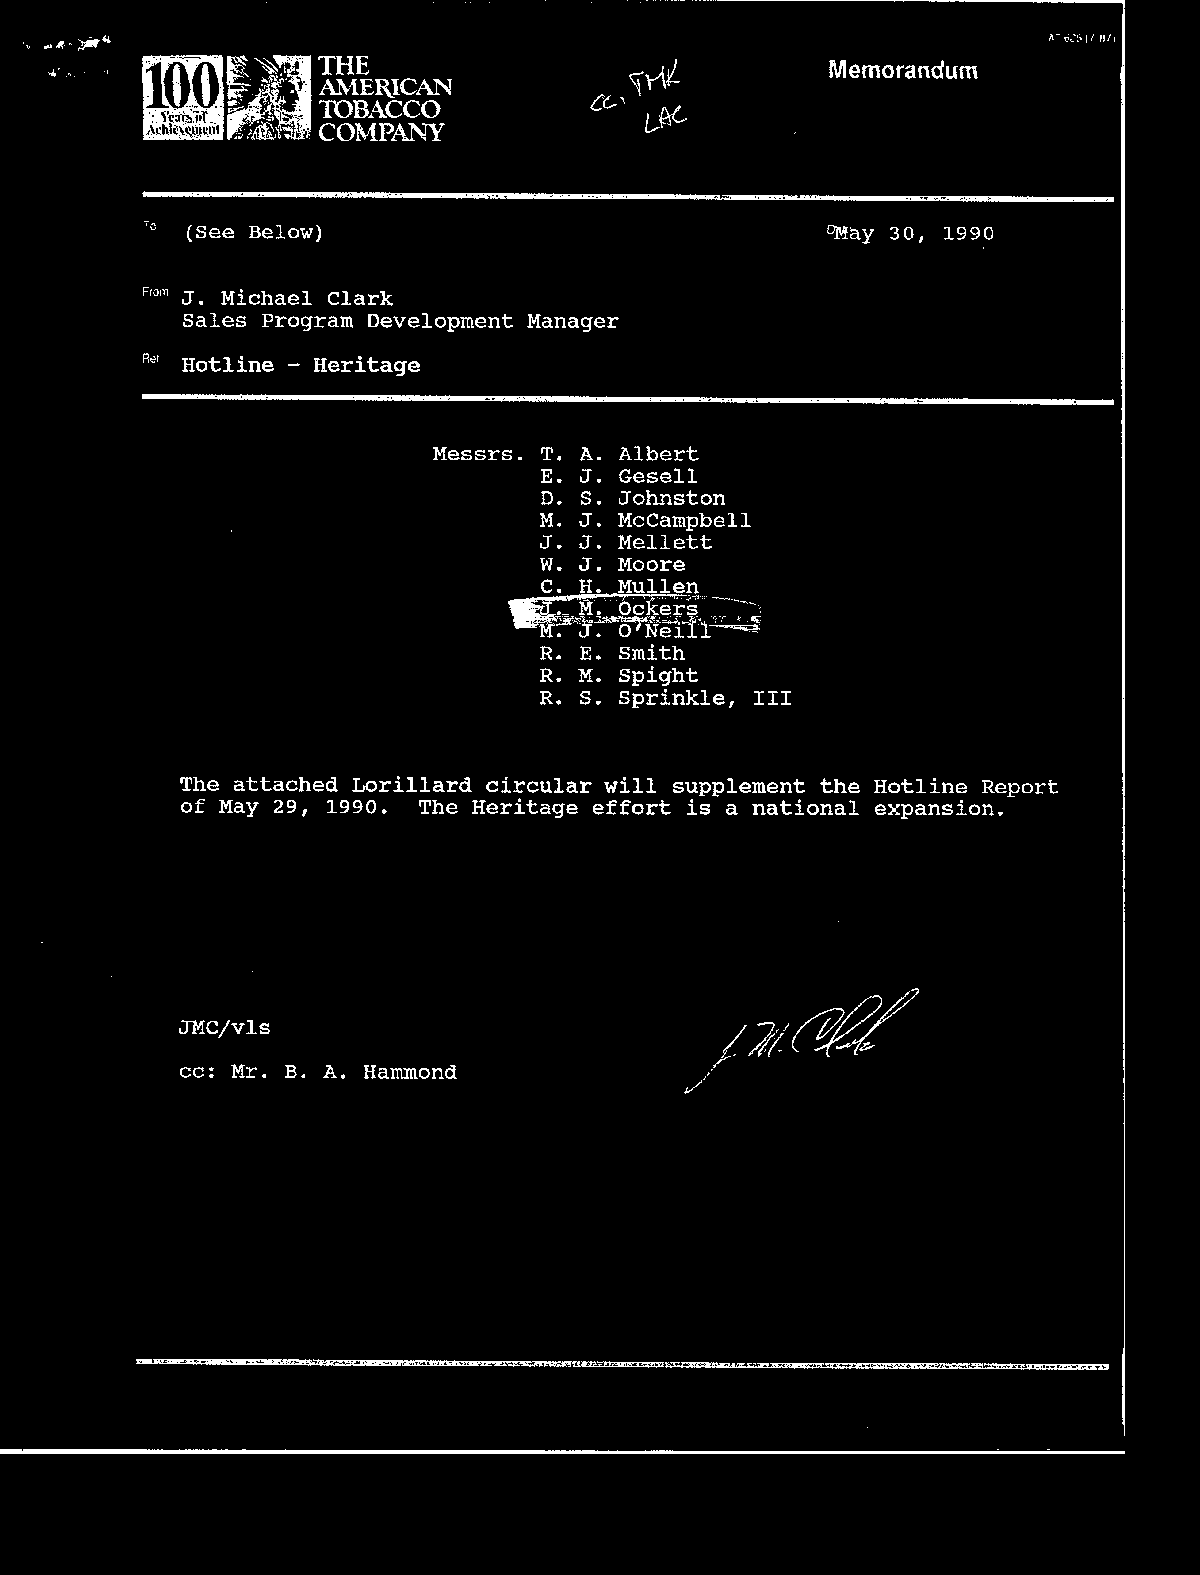 100
Years of
Achievement
THE
AMERICAN
TOBACCO
COMPANY
cc, TMK
LAC
Memorandum
To (See Below)
May 30, 1990
From J. Michael Clark
Sales Program Development Manager
Re: Hotline - Heritage
Messrs. T. A. Albert
E. J. Gesell
D. S. Johnston
M. J. McCampbell
J. J. Mellett
W. J. Moore
C. H. Mullen
J. M. Ockers
M. J. O'Neill
R. E. Smith
R. M. Spight
R. S. Sprinkle, III
The attached Lorillard circular will supplement the Hotline Report
of May 29, 1990. The Heritage effort is a national expansion.
JMC/vls
J. M. Clark
cc: Mr. B. A. Hammond